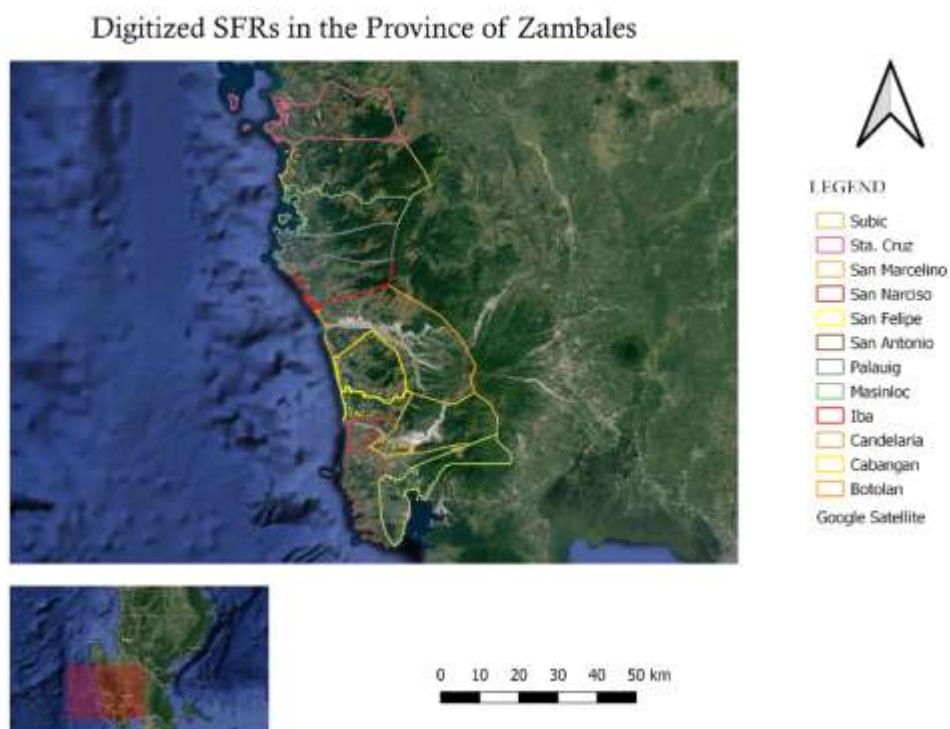 Digitized SFRs in the Province of Zambales
LEGEND
Subic
Sta. Cruz
San Marcelino
San Narciso
San Felipe
San Antonio
Palauig
Masinloc
Iba
Candelaria
Cabangan
Botolan
Google Satellite
0 10 20 30 40 50 km